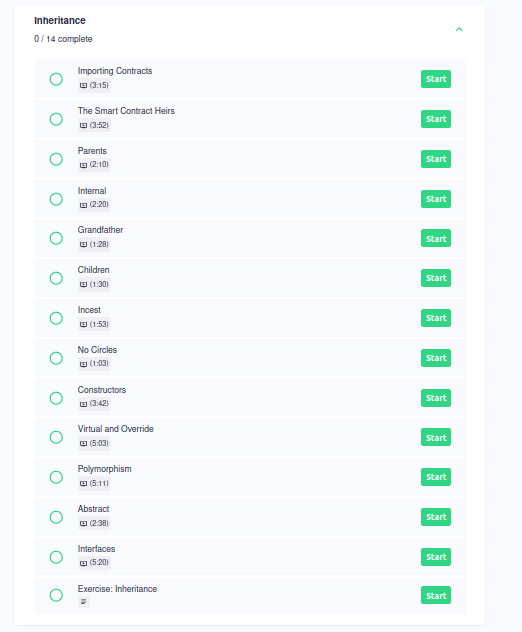 Inheritance
0 / 14 complete
Importing Contracts
(3:15)
Start
The Smart Contract Heirs
(3:52)
Start
Parents
(2:10)
Start
Internal
(2:20)
Start
Grandfather
(1:28)
Start
Children
(1:30)
Start
Incest
(1:53)
Start
No Circles
(1:03)
Start
Constructors
(3:42)
Start
Virtual and Override
(5:03)
Start
Polymorphism
(5:11)
Start
Abstract
(2:38)
Start
Interfaces
(5:20)
Start
Exercise: Inheritance
Start